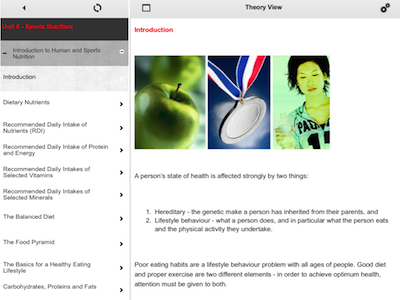 Theory View
Unit 5 - Sports Nutrition
Introduction to Human and Sports
Nutrition
Introduction
Dietary Nutrients
Recommended Daily Intake of
Nutrients (RDI)
Recommended Daily Intake of Protein
and Energy
Recommended Daily Intakes of
Selected Vitamins
Recommended Daily Intakes of
Selected Minerals
The Balanced Diet
The Food Pyramid
The Basics for a Healthy Eating
Lifestyle
Carbohydrates, Proteins and Fats
Introduction
A person's state of health is affected strongly by two things:
1. Hereditary - the genetic make a person has inherited from their parents, and
2. Lifestyle behaviour - what a person does, and in particular what the person eats
and the physical activity they undertake.
Poor eating habits are a lifestyle behaviour problem with all ages of people. Good diet
and proper exercise are two different elements - in order to achieve optimum health,
attention must be given to both.